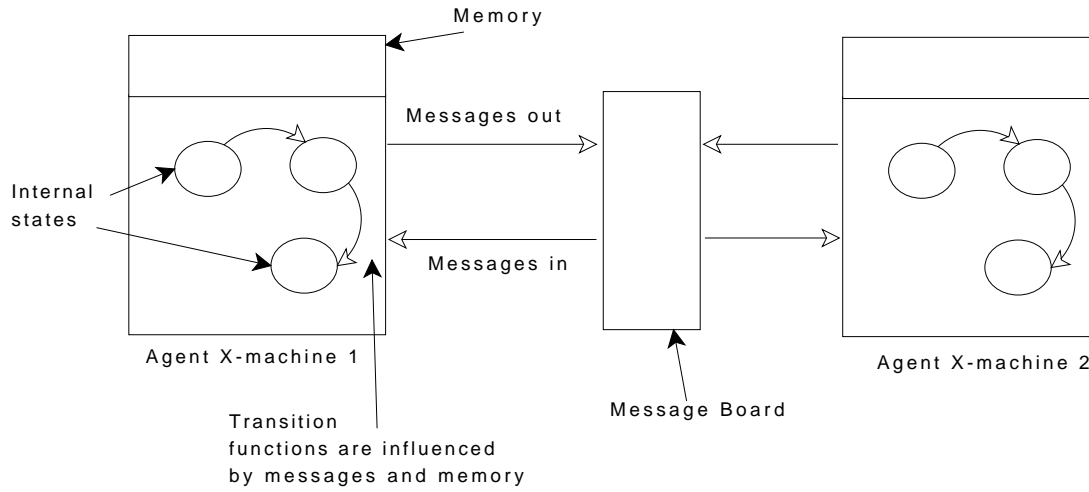 Memory
Messages out
Internal
states
Messages in
Agent X-machine 1
Agent X-machine 2
Message Board
Transition
functions are influenced
by messages and memory